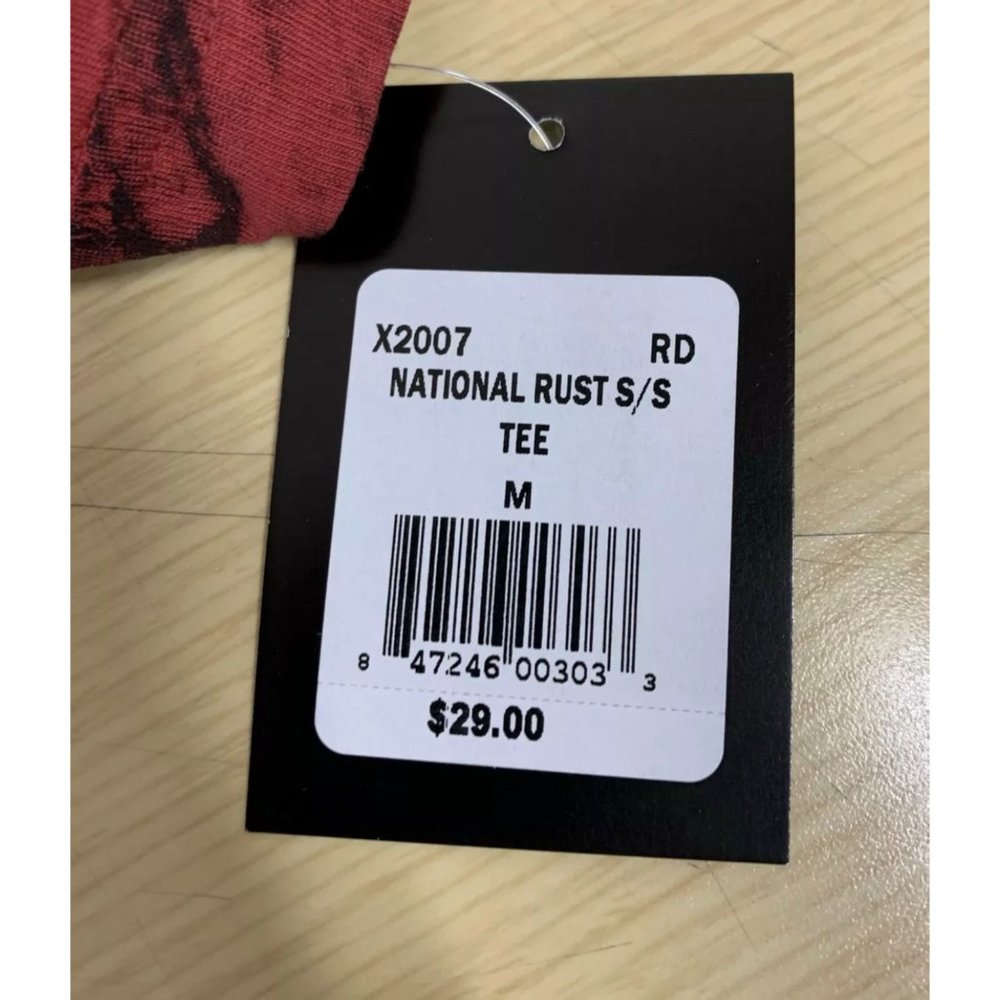 X2007 RD
NATIONAL RUST S/S
TEE
M
8 47246 00303 3
$29.00